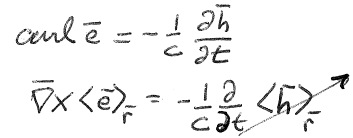 curl ē = -1/c ∂h̄/∂t
∇̄x<ē>_r̄ = -1/c ∂/∂t <h̄>_r̄